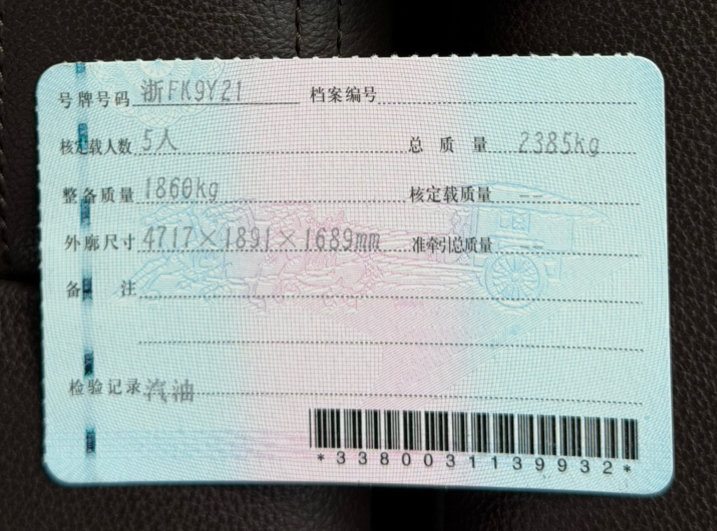 号牌号码 浙FK9Y21 档案编号
核定载人数 5人 总质量 2385kg
整备质量 1860kg 核定载质量 --
外廓尺寸 4717×1891×1689mm 准牵引总质量 --
备注
检验记录 汽油
*3380031139932*